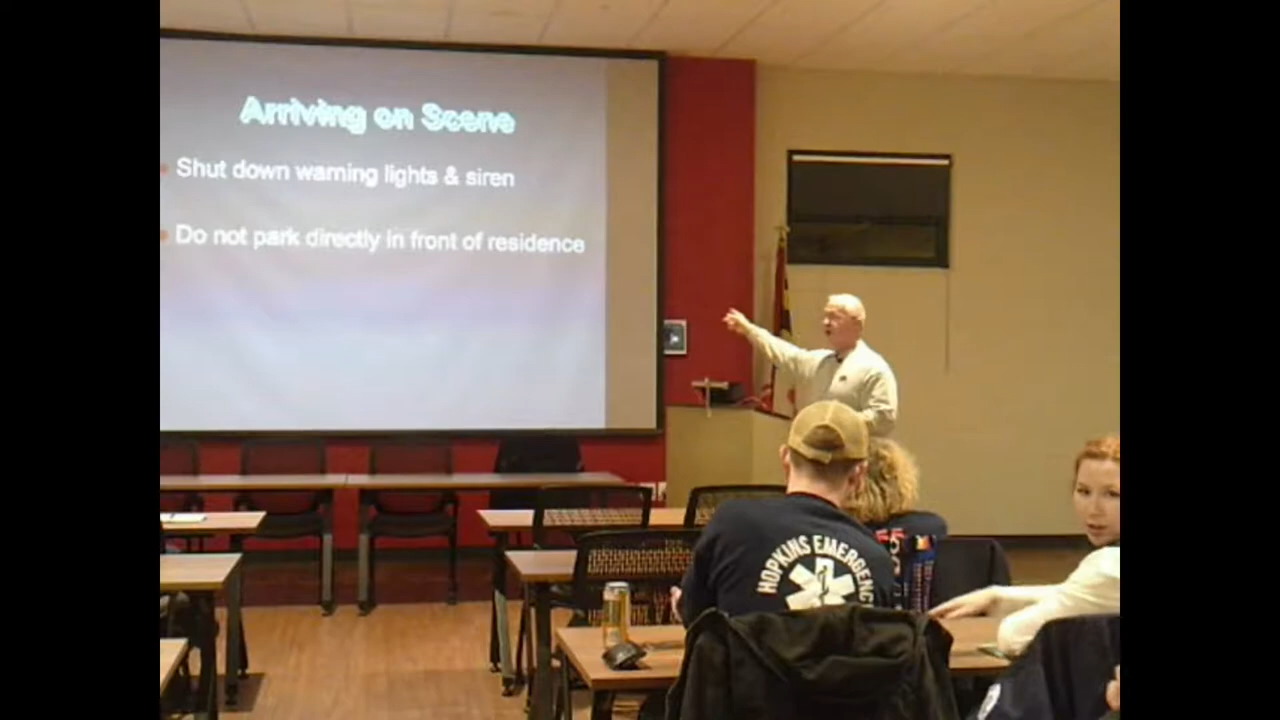 Arriving on Scene
Shut down warning lights & siren
Do not park directly in front of residence
HOPKINS EMERGENC